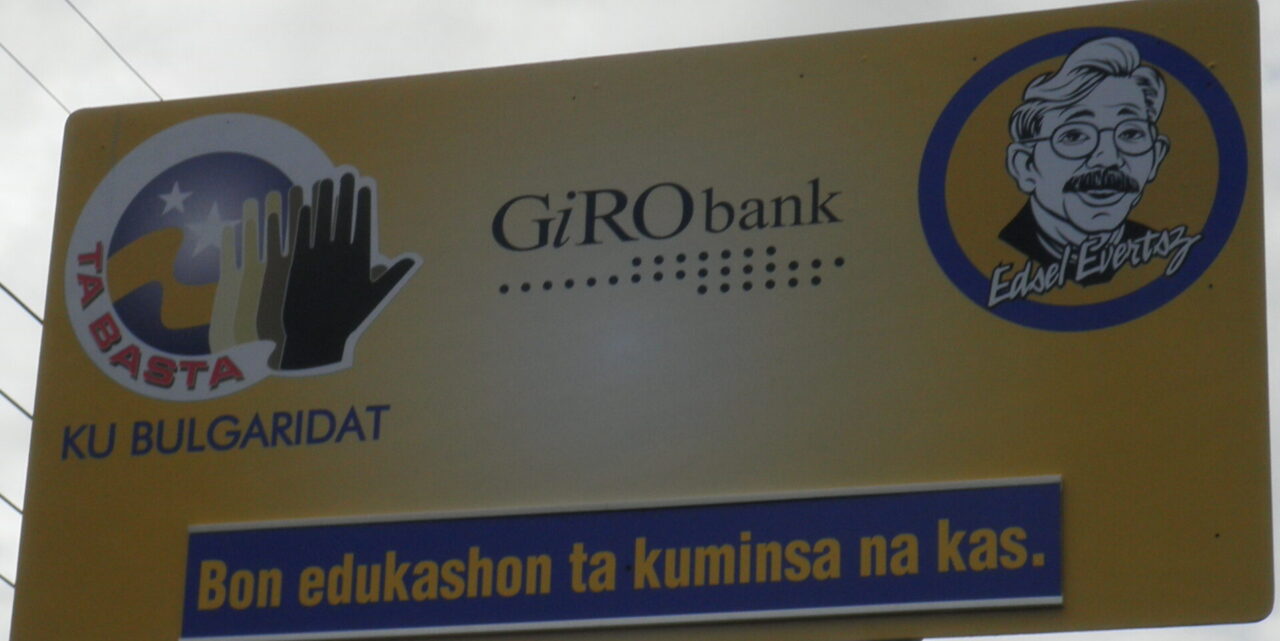 TA BASTA
KU BULGARIDAT
GiRObank
Edsel Evertsz
Bon edukashon ta kuminsa na kas.